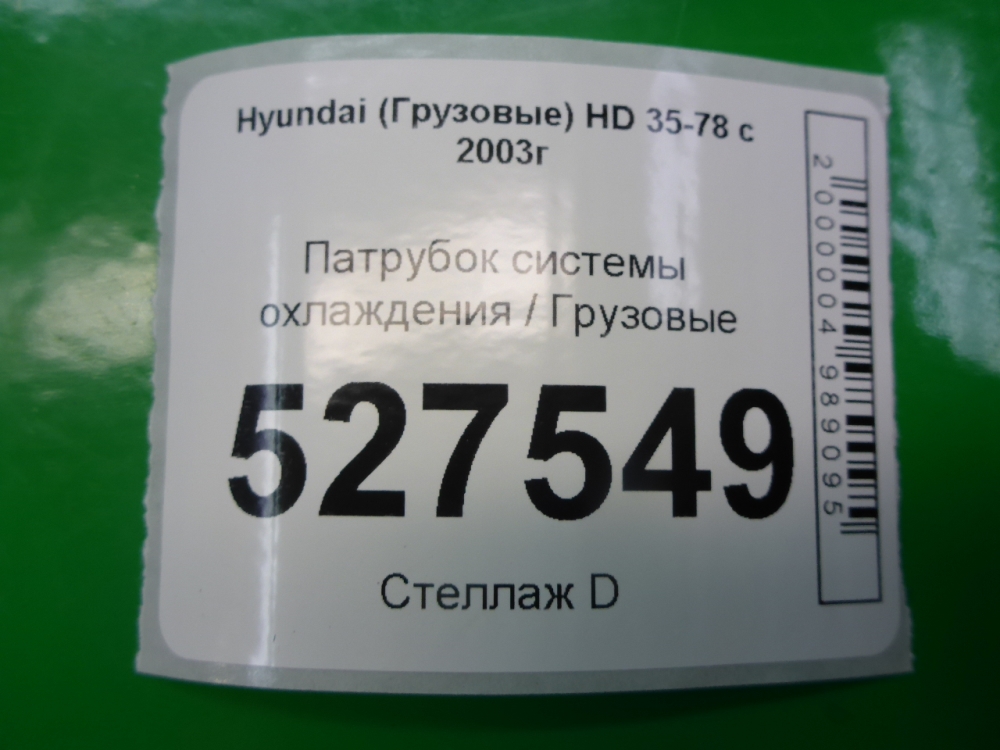 Hyundai (Грузовые) HD 35-78 с
2003г
Патрубок системы
охлаждения / Грузовые
527549
Стеллаж D
2000004989095